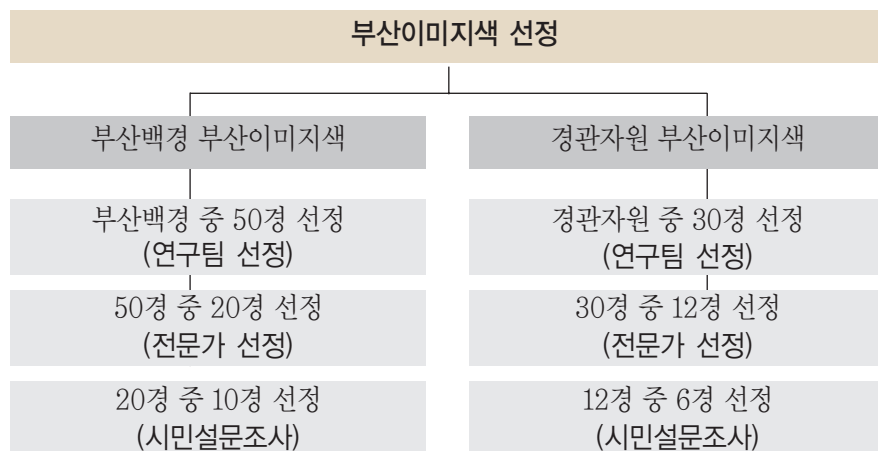 부산이미지색 선정
부산백경 부산이미지색
부산백경 중 50경 선정
(연구팀 선정)
50경 중 20경 선정
(전문가 선정)
20경 중 10경 선정
(시민설문조사)
경관자원 부산이미지색
경관자원 중 30경 선정
(연구팀 선정)
30경 중 12경 선정
(전문가 선정)
12경 중 6경 선정
(시민설문조사)